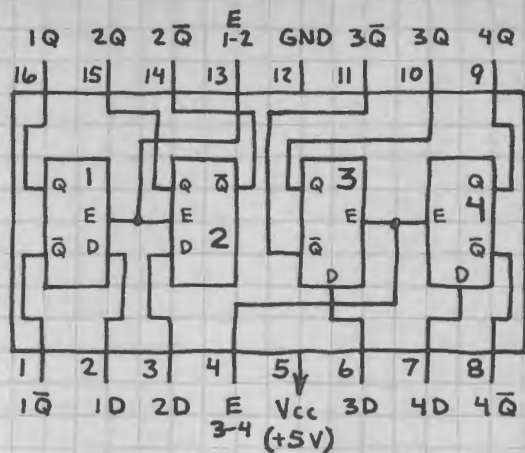 1Q 2Q 2Q̅ E 1-2 GND 3Q̅ 3Q 4Q
16 15 14 13 12 11 10 9
1 3
Q Q Q̅ Q Q
E E E E 4
Q̅ D D 2 Q̅ Q̅
D D
1 2 3 4 5 6 7 8
1Q̅ 1D 2D E 3-4 Vcc 3D 4D 4Q̅
(+5V)